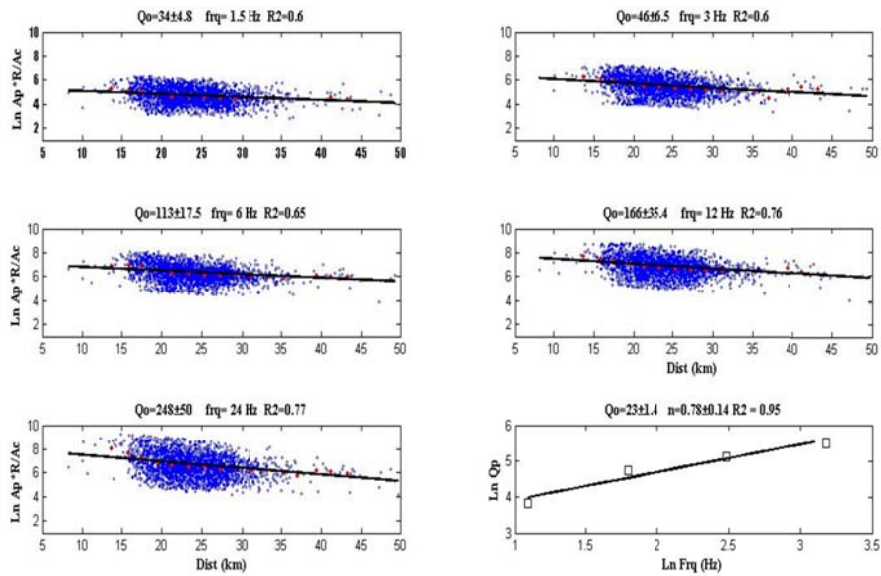 Qo=34±4.8 frq= 1.5 Hz R2=0.6
Ln Ap *R/Ac
10
8
6
4
2
5 10 15 20 25 30 35 40 45 50
Qo=46±6.5 frq= 3 Hz R2=0.6
10
8
6
4
2
5 10 15 20 25 30 35 40 45 50
Qo=113±17.5 frq= 6 Hz R2=0.65
Ln Ap *R/Ac
10
8
6
4
2
5 10 15 20 25 30 35 40 45 50
Qo=166±35.4 frq= 12 Hz R2=0.76
10
8
6
4
2
5 10 15 20 25 30 35 40 45 50
Dist (km)
Qo=248±50 frq= 24 Hz R2=0.77
Ln Ap *R/Ac
10
8
6
4
2
5 10 15 20 25 30 35 40 45 50
Dist (km)
Qo=23±1.4 n=0.78±0.14 R2 = 0.95
Ln Qp
6
5
4
3
1 1.5 2 2.5 3 3.5
Ln Frq (Hz)